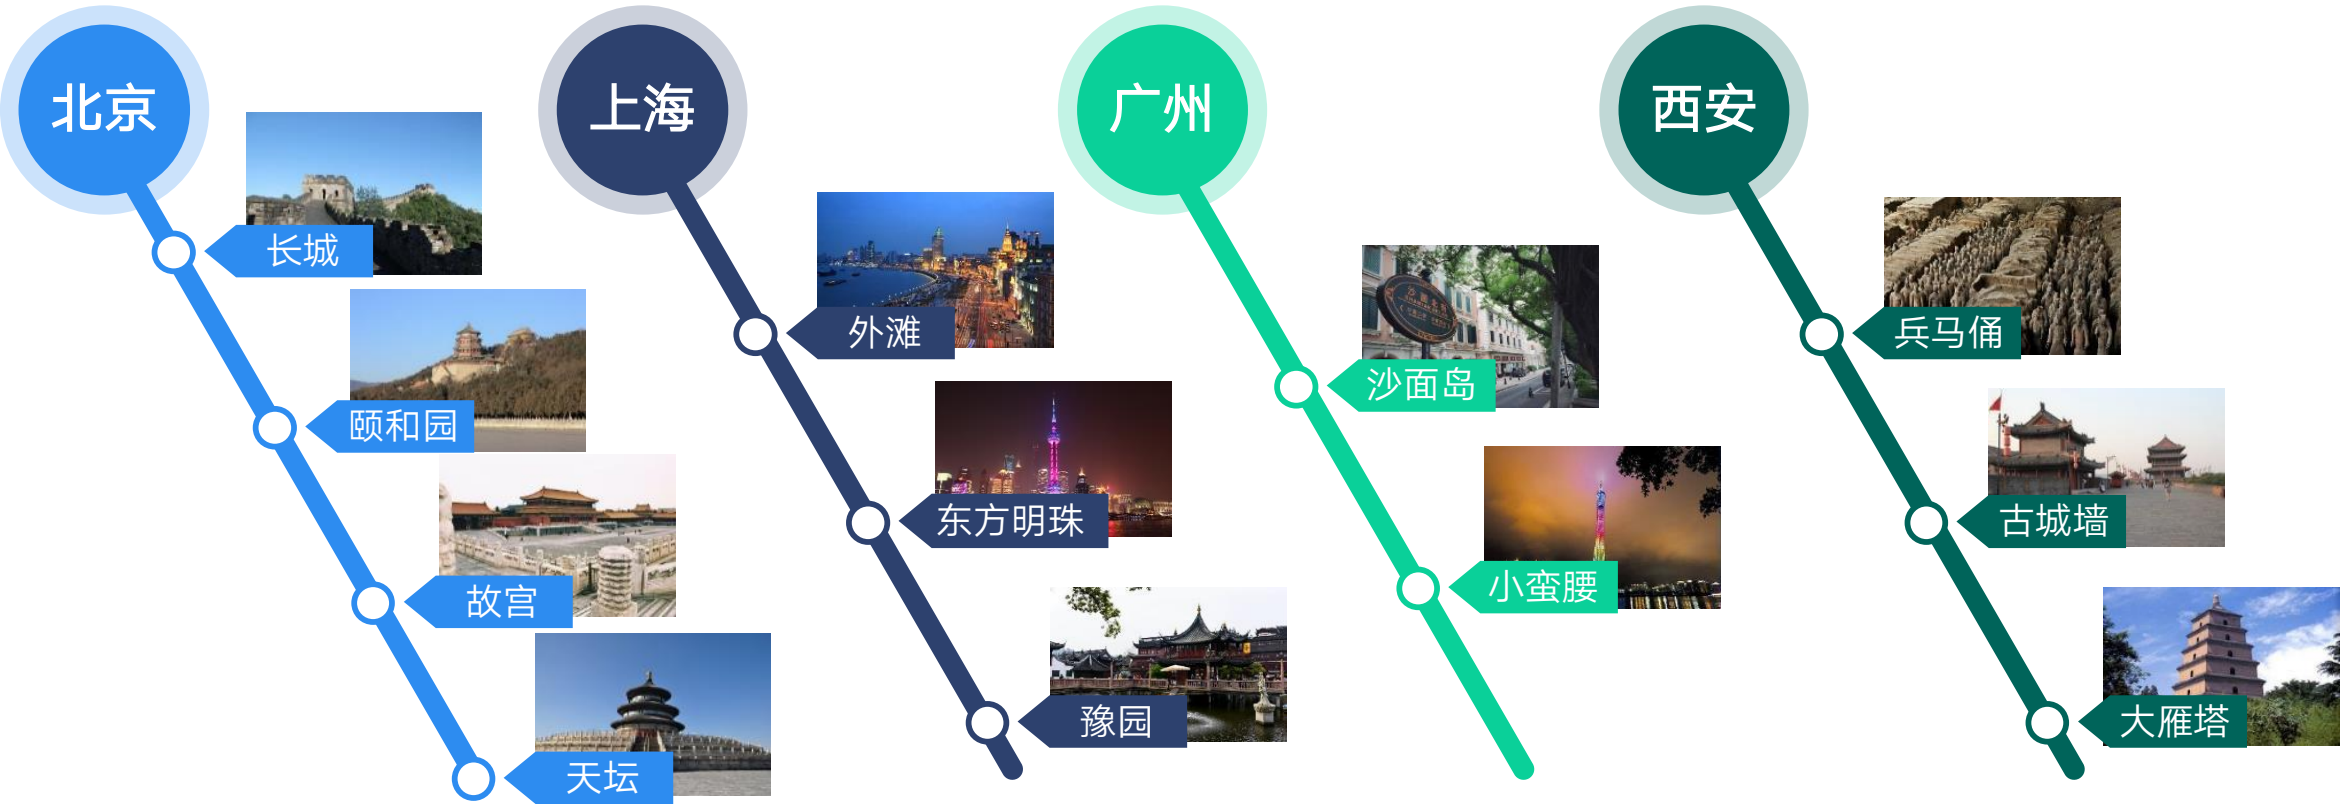 北京
长城
颐和园
故宫
天坛
上海
外滩
东方明珠
豫园
广州
沙面岛
小蛮腰
西安
兵马俑
古城墙
大雁塔